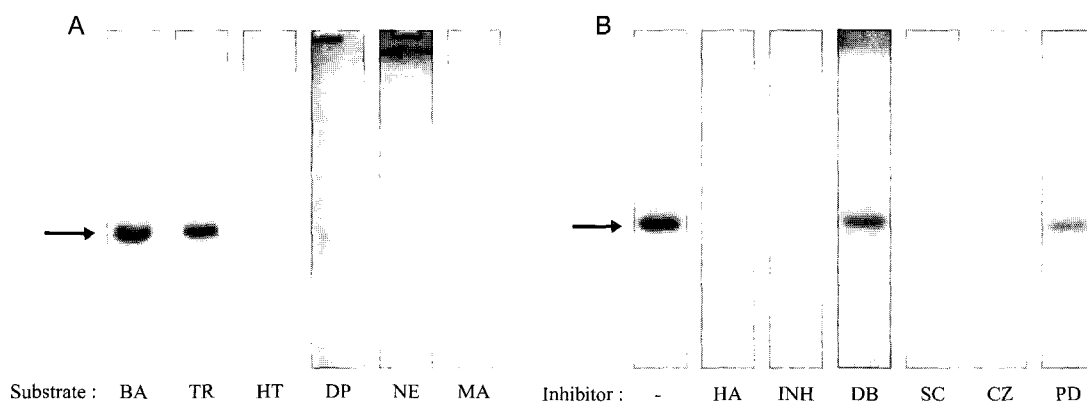 A
B
Substrate : BA TR HT DP NE MA
Inhibitor : - HA INH DB SC CZ PD